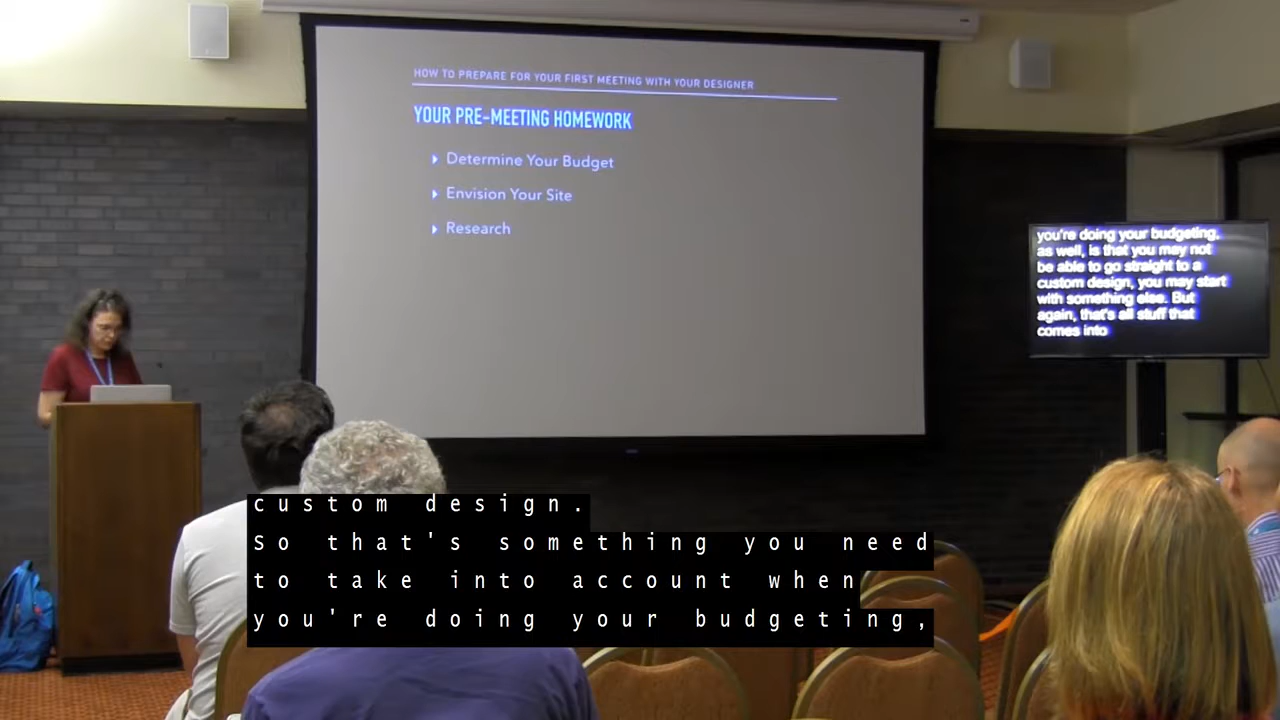 HOW TO PREPARE FOR YOUR FIRST MEETING WITH YOUR DESIGNER
YOUR PRE-MEETING HOMEWORK
Determine Your Budget
Envision Your Site
Research
you're doing your budgeting,
as well, is that you may not
be able to go straight to a
custom design, you may start
with something else. But
again, that's all stuff that
comes into
custom design.
So that's something you need
to take into account when
you're doing your budgeting,